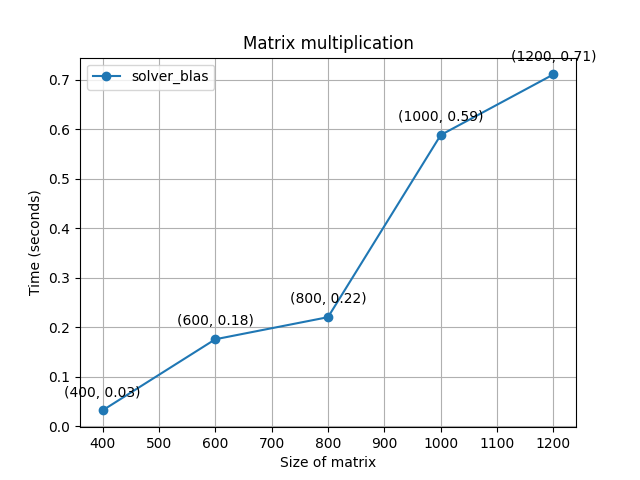 Matrix multiplication
solver_blas
(1200, 0.71)
(1000, 0.59)
(800, 0.22)
(600, 0.18)
(400, 0.03)
Time (seconds)
0.7
0.6
0.5
0.4
0.3
0.2
0.1
0.0
400 500 600 700 800 900 1000 1100 1200
Size of matrix